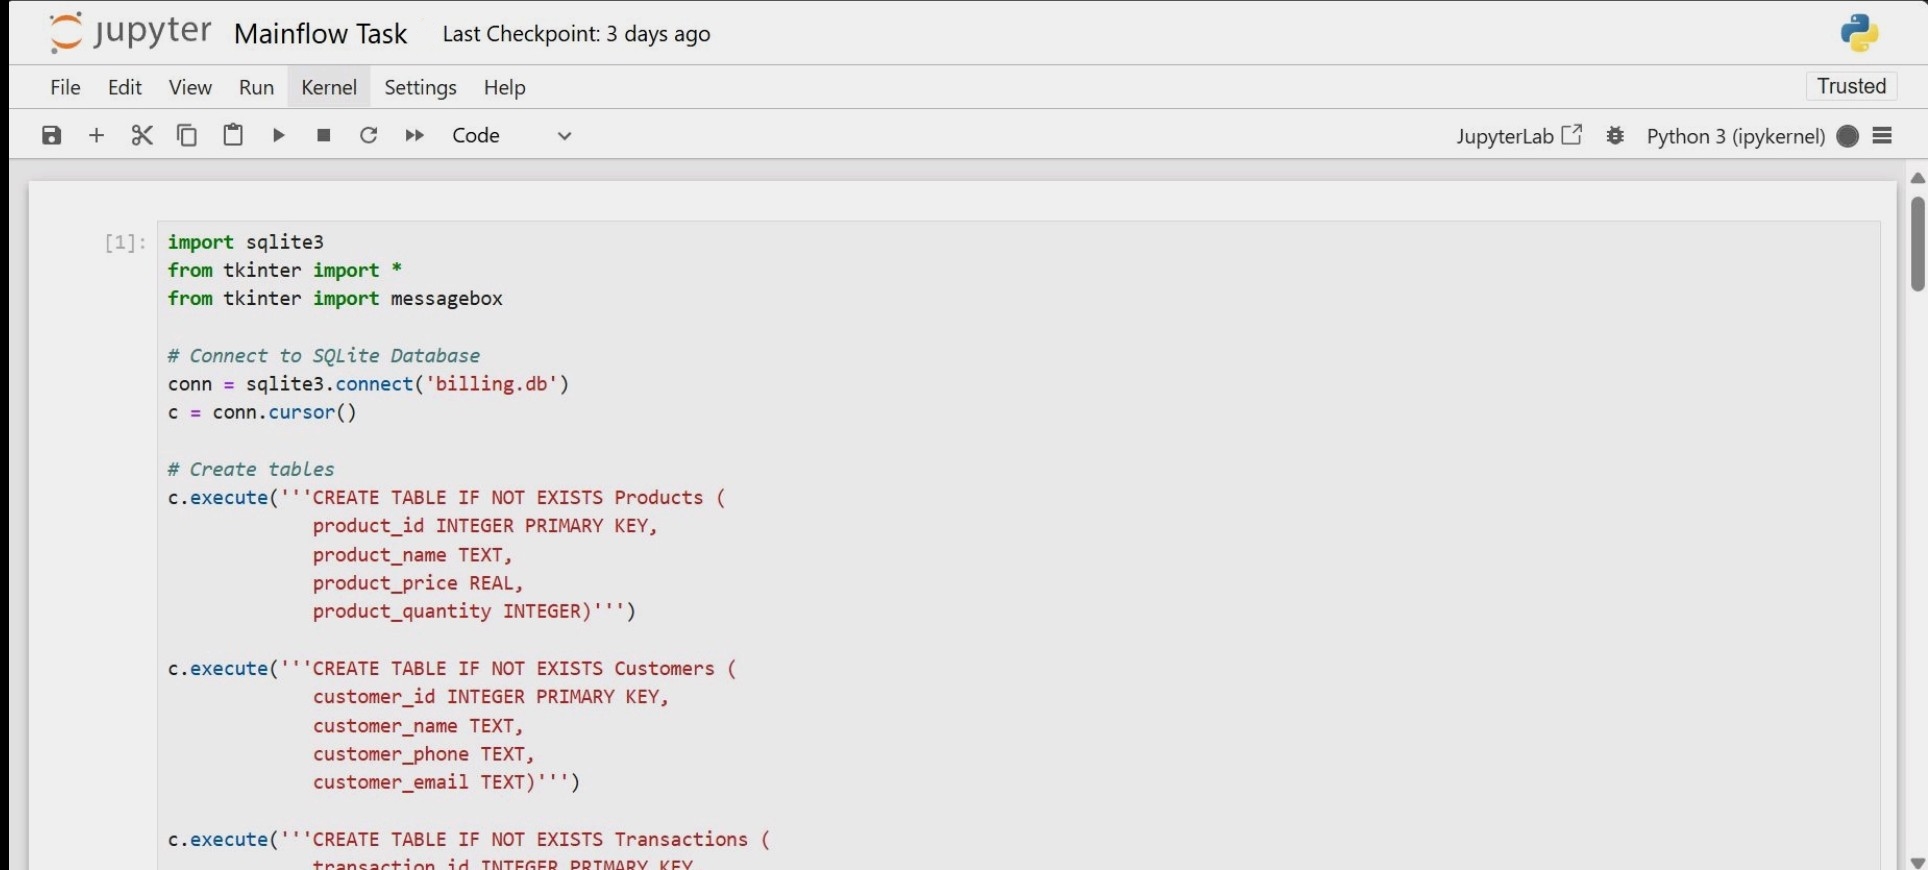 jupyter Mainflow Task Last Checkpoint: 3 days ago
File Edit View Run Kernel Settings Help Trusted
Code JupyterLab Python 3 (ipykernel)
[1]: import sqlite3
from tkinter import *
from tkinter import messagebox
# Connect to SQLite Database
conn = sqlite3.connect('billing.db')
c = conn.cursor()
# Create tables
c.execute('''CREATE TABLE IF NOT EXISTS Products (
product_id INTEGER PRIMARY KEY,
product_name TEXT,
product_price REAL,
product_quantity INTEGER)''')
c.execute('''CREATE TABLE IF NOT EXISTS Customers (
customer_id INTEGER PRIMARY KEY,
customer_name TEXT,
customer_phone TEXT,
customer_email TEXT)''')
c.execute('''CREATE TABLE IF NOT EXISTS Transactions (
transaction_id INTEGER PRIMARY KEY